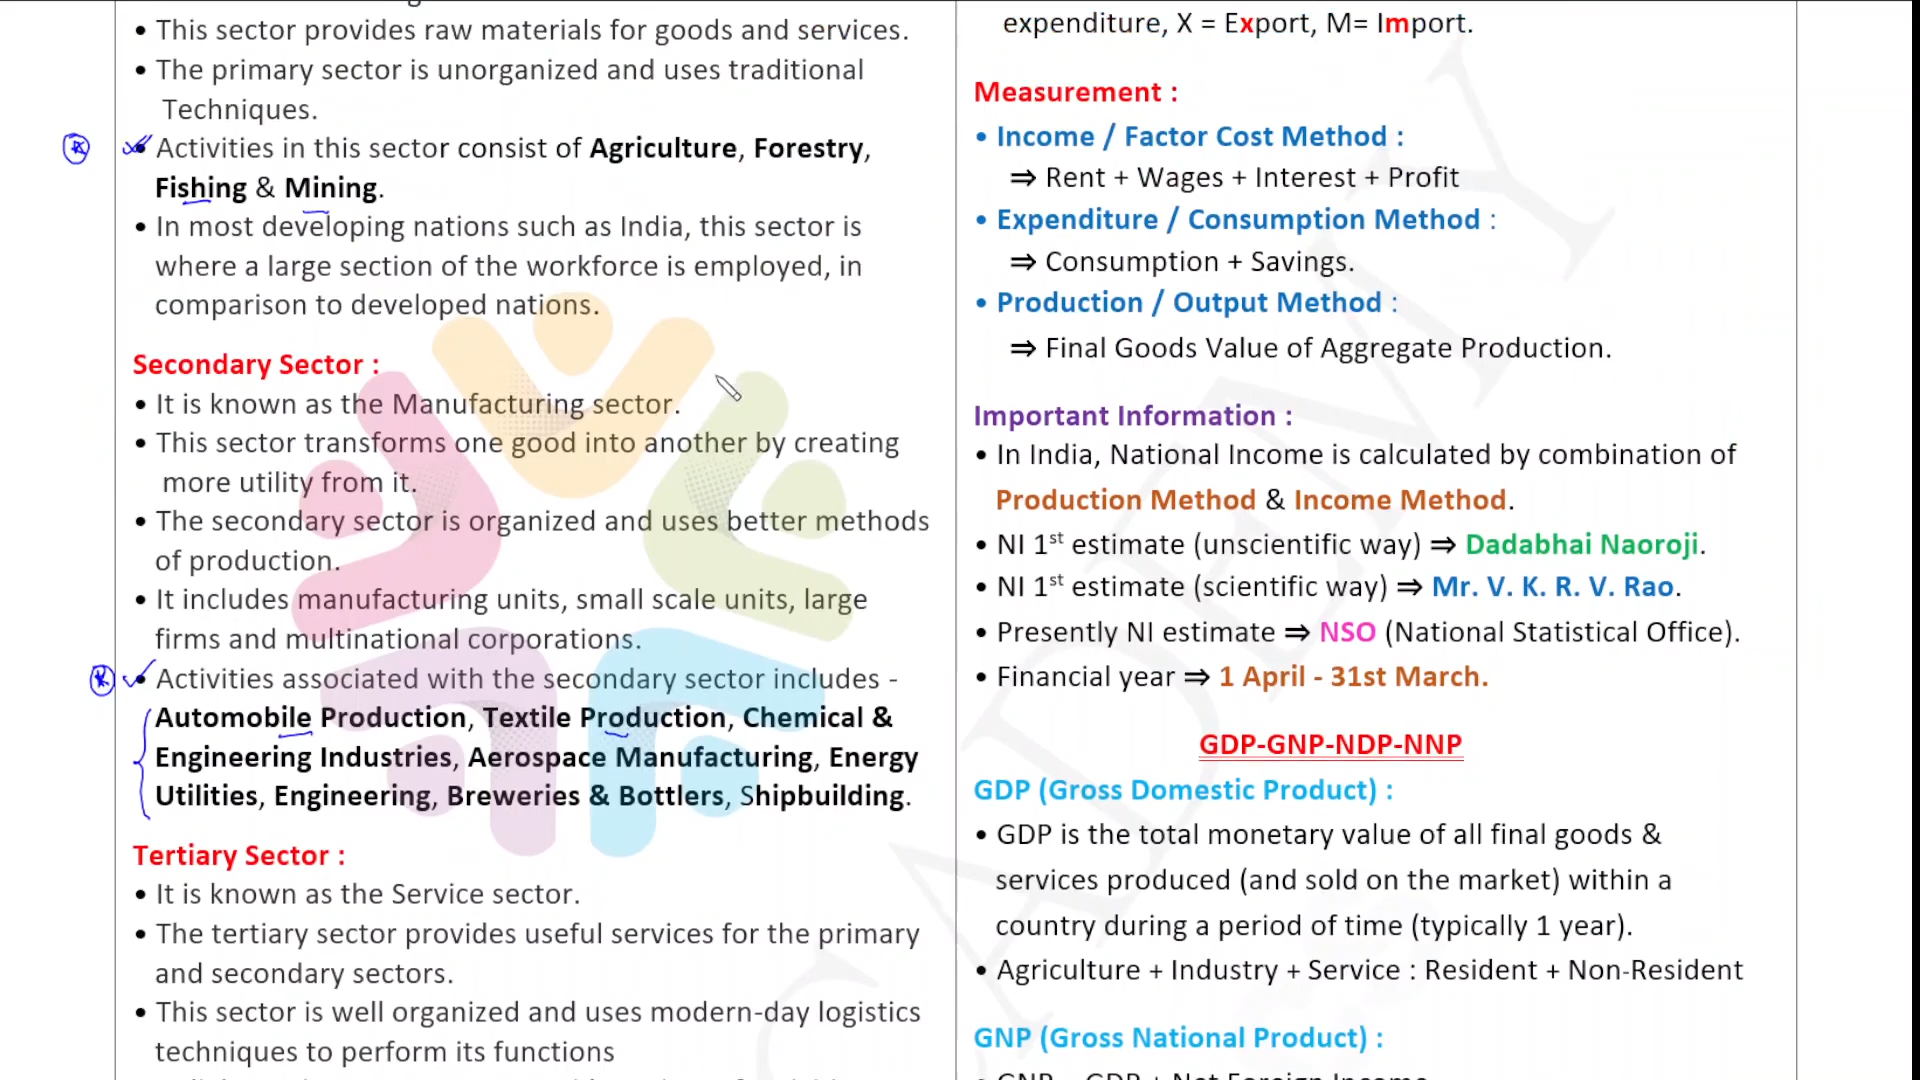 • This sector provides raw materials for goods and services.
• The primary sector is unorganized and uses traditional
Techniques.
• Activities in this sector consist of Agriculture, Forestry,
Fishing & Mining.
• In most developing nations such as India, this sector is
where a large section of the workforce is employed, in
comparison to developed nations.
Secondary Sector :
• It is known as the Manufacturing sector.
• This sector transforms one good into another by creating
more utility from it.
• The secondary sector is organized and uses better methods
of production.
• It includes manufacturing units, small scale units, large
firms and multinational corporations.
• Activities associated with the secondary sector includes -
Automobile Production, Textile Production, Chemical &
Engineering Industries, Aerospace Manufacturing, Energy
Utilities, Engineering, Breweries & Bottlers, Shipbuilding.
Tertiary Sector :
• It is known as the Service sector.
• The tertiary sector provides useful services for the primary
and secondary sectors.
• This sector is well organized and uses modern-day logistics
techniques to perform its functions
expenditure, X = Export, M= Import.
Measurement :
• Income / Factor Cost Method :
⇒ Rent + Wages + Interest + Profit
• Expenditure / Consumption Method :
⇒ Consumption + Savings.
• Production / Output Method :
⇒ Final Goods Value of Aggregate Production.
Important Information :
• In India, National Income is calculated by combination of
Production Method & Income Method.
• NI 1st estimate (unscientific way) ⇒ Dadabhai Naoroji.
• NI 1st estimate (scientific way) ⇒ Mr. V. K. R. V. Rao.
• Presently NI estimate ⇒ NSO (National Statistical Office).
• Financial year ⇒ 1 April - 31st March.
GDP-GNP-NDP-NNP
GDP (Gross Domestic Product) :
• GDP is the total monetary value of all final goods &
services produced (and sold on the market) within a
country during a period of time (typically 1 year).
• Agriculture + Industry + Service : Resident + Non-Resident
GNP (Gross National Product) :
• GNP = GDP + Net Foreign Income